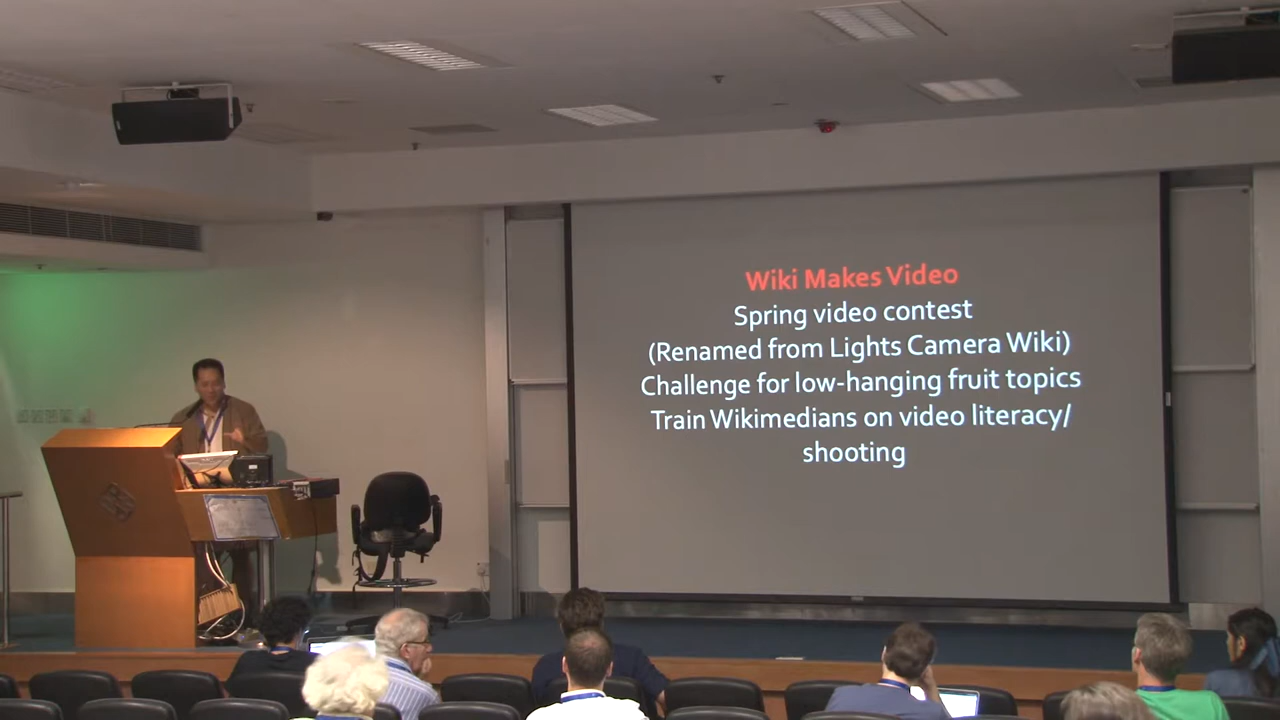 Wiki Makes Video
Spring video contest
(Renamed from Lights Camera Wiki)
Challenge for low-hanging fruit topics
Train Wikimedians on video literacy/
shooting